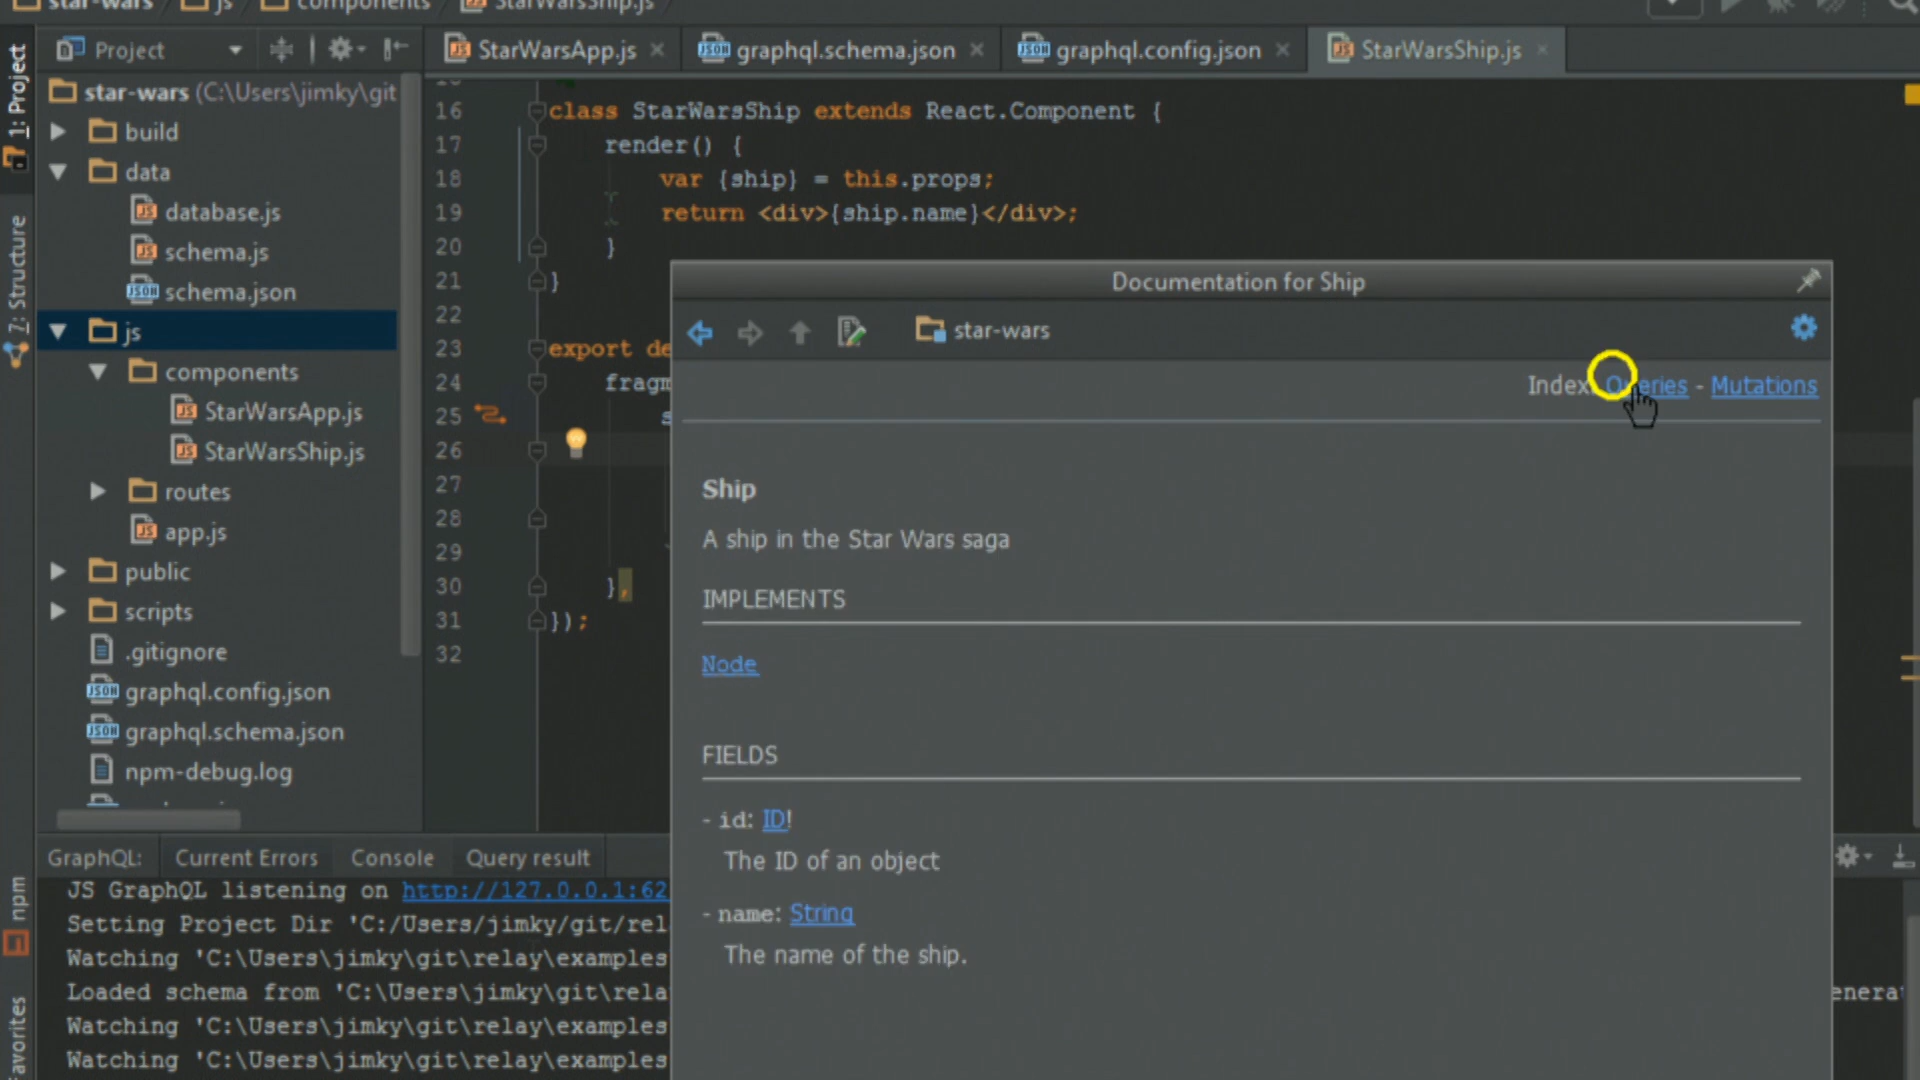 star-wars js components StarWarsShip.js
1: Project
7: Structure
npm
Favorites
Project
StarWarsApp.js
graphql.schema.json
graphql.config.json
StarWarsShip.js
star-wars (C:\Users\jimky\git
build
data
database.js
schema.js
schema.json
js
components
StarWarsApp.js
StarWarsShip.js
routes
app.js
public
scripts
.gitignore
graphql.config.json
graphql.schema.json
npm-debug.log
16 class StarWarsShip extends React.Component {
17 render() {
18 var {ship} = this.props;
19 return <div>{ship.name}</div>;
20 }
21 }
22
23 export de
24 fragm
25 s
26
27
28
29
30 },
31 });
32
Documentation for Ship
star-wars
Index: Queries - Mutations
Ship
A ship in the Star Wars saga
IMPLEMENTS
Node
FIELDS
- id: ID!
The ID of an object
- name: String
The name of the ship.
GraphQL: Current Errors Console Query result
JS GraphQL listening on http://127.0.0.1:62
Setting Project Dir 'C:/Users/jimky/git/rel
Watching 'C:\Users\jimky\git\relay\examples
Loaded schema from 'C:\Users\jimky\git\rela
enerat
Watching 'C:\Users\jimky\git\relay\examples
Watching 'C:\Users\jimky\git\relay\examples